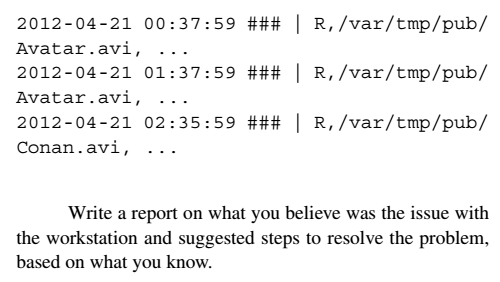 2012-04-21 00:37:59 ### | R,/var/tmp/pub/
Avatar.avi, ...
2012-04-21 01:37:59 ### | R,/var/tmp/pub/
Avatar.avi, ...
2012-04-21 02:35:59 ### | R,/var/tmp/pub/
Conan.avi, ...
Write a report on what you believe was the issue with
the workstation and suggested steps to resolve the problem,
based on what you know.